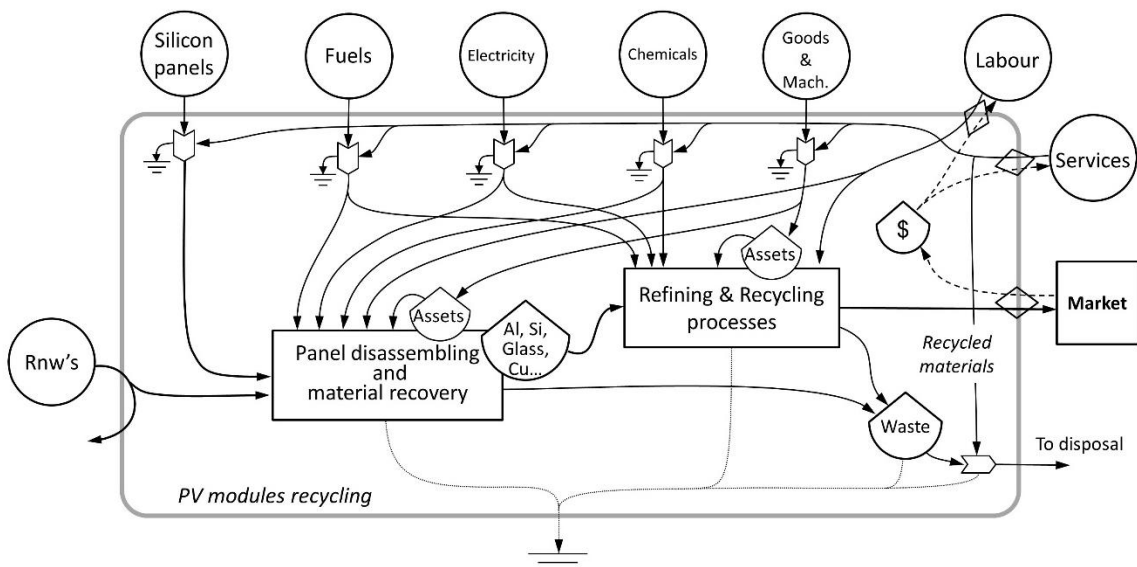 Silicon
panels
Fuels
Electricity
Chemicals
Goods
&
Mach.
Labour
Services
$
Assets
Refining & Recycling
processes
Market
Assets
Al, Si,
Glass,
Cu...
Rnw's
Panel disassembling
and
material recovery
Recycled
materials
Waste
To disposal
PV modules recycling